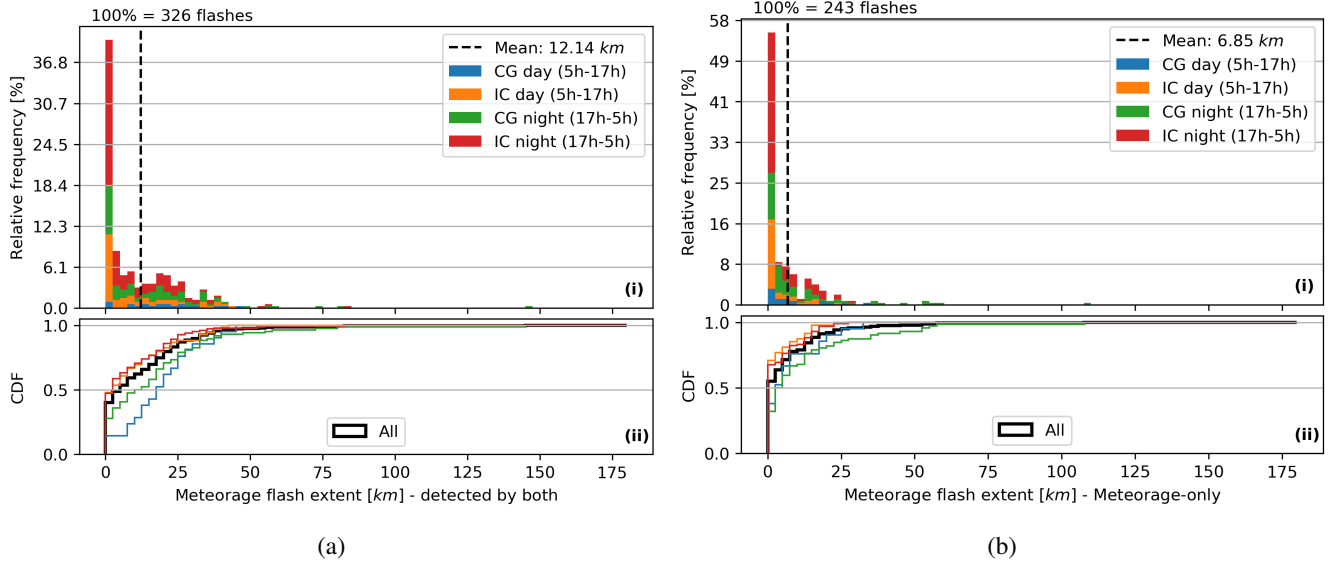 100% = 326 flashes
Relative frequency [%]
36.8
30.7
24.5
18.4
12.3
6.1
0.0
Mean: 12.14 km
CG day (5h-17h)
IC day (5h-17h)
CG night (17h-5h)
IC night (17h-5h)
(i)
CDF
1.0
0.5
0.0
All
(ii)
0 25 50 75 100 125 150 175
Meteorage flash extent [km] - detected by both
(a)
100% = 243 flashes
Relative frequency [%]
58
49
41
33
25
16
8
0
Mean: 6.85 km
CG day (5h-17h)
IC day (5h-17h)
CG night (17h-5h)
IC night (17h-5h)
(i)
CDF
1.0
0.5
0.0
All
(ii)
0 25 50 75 100 125 150 175
Meteorage flash extent [km] - Meteorage-only
(b)